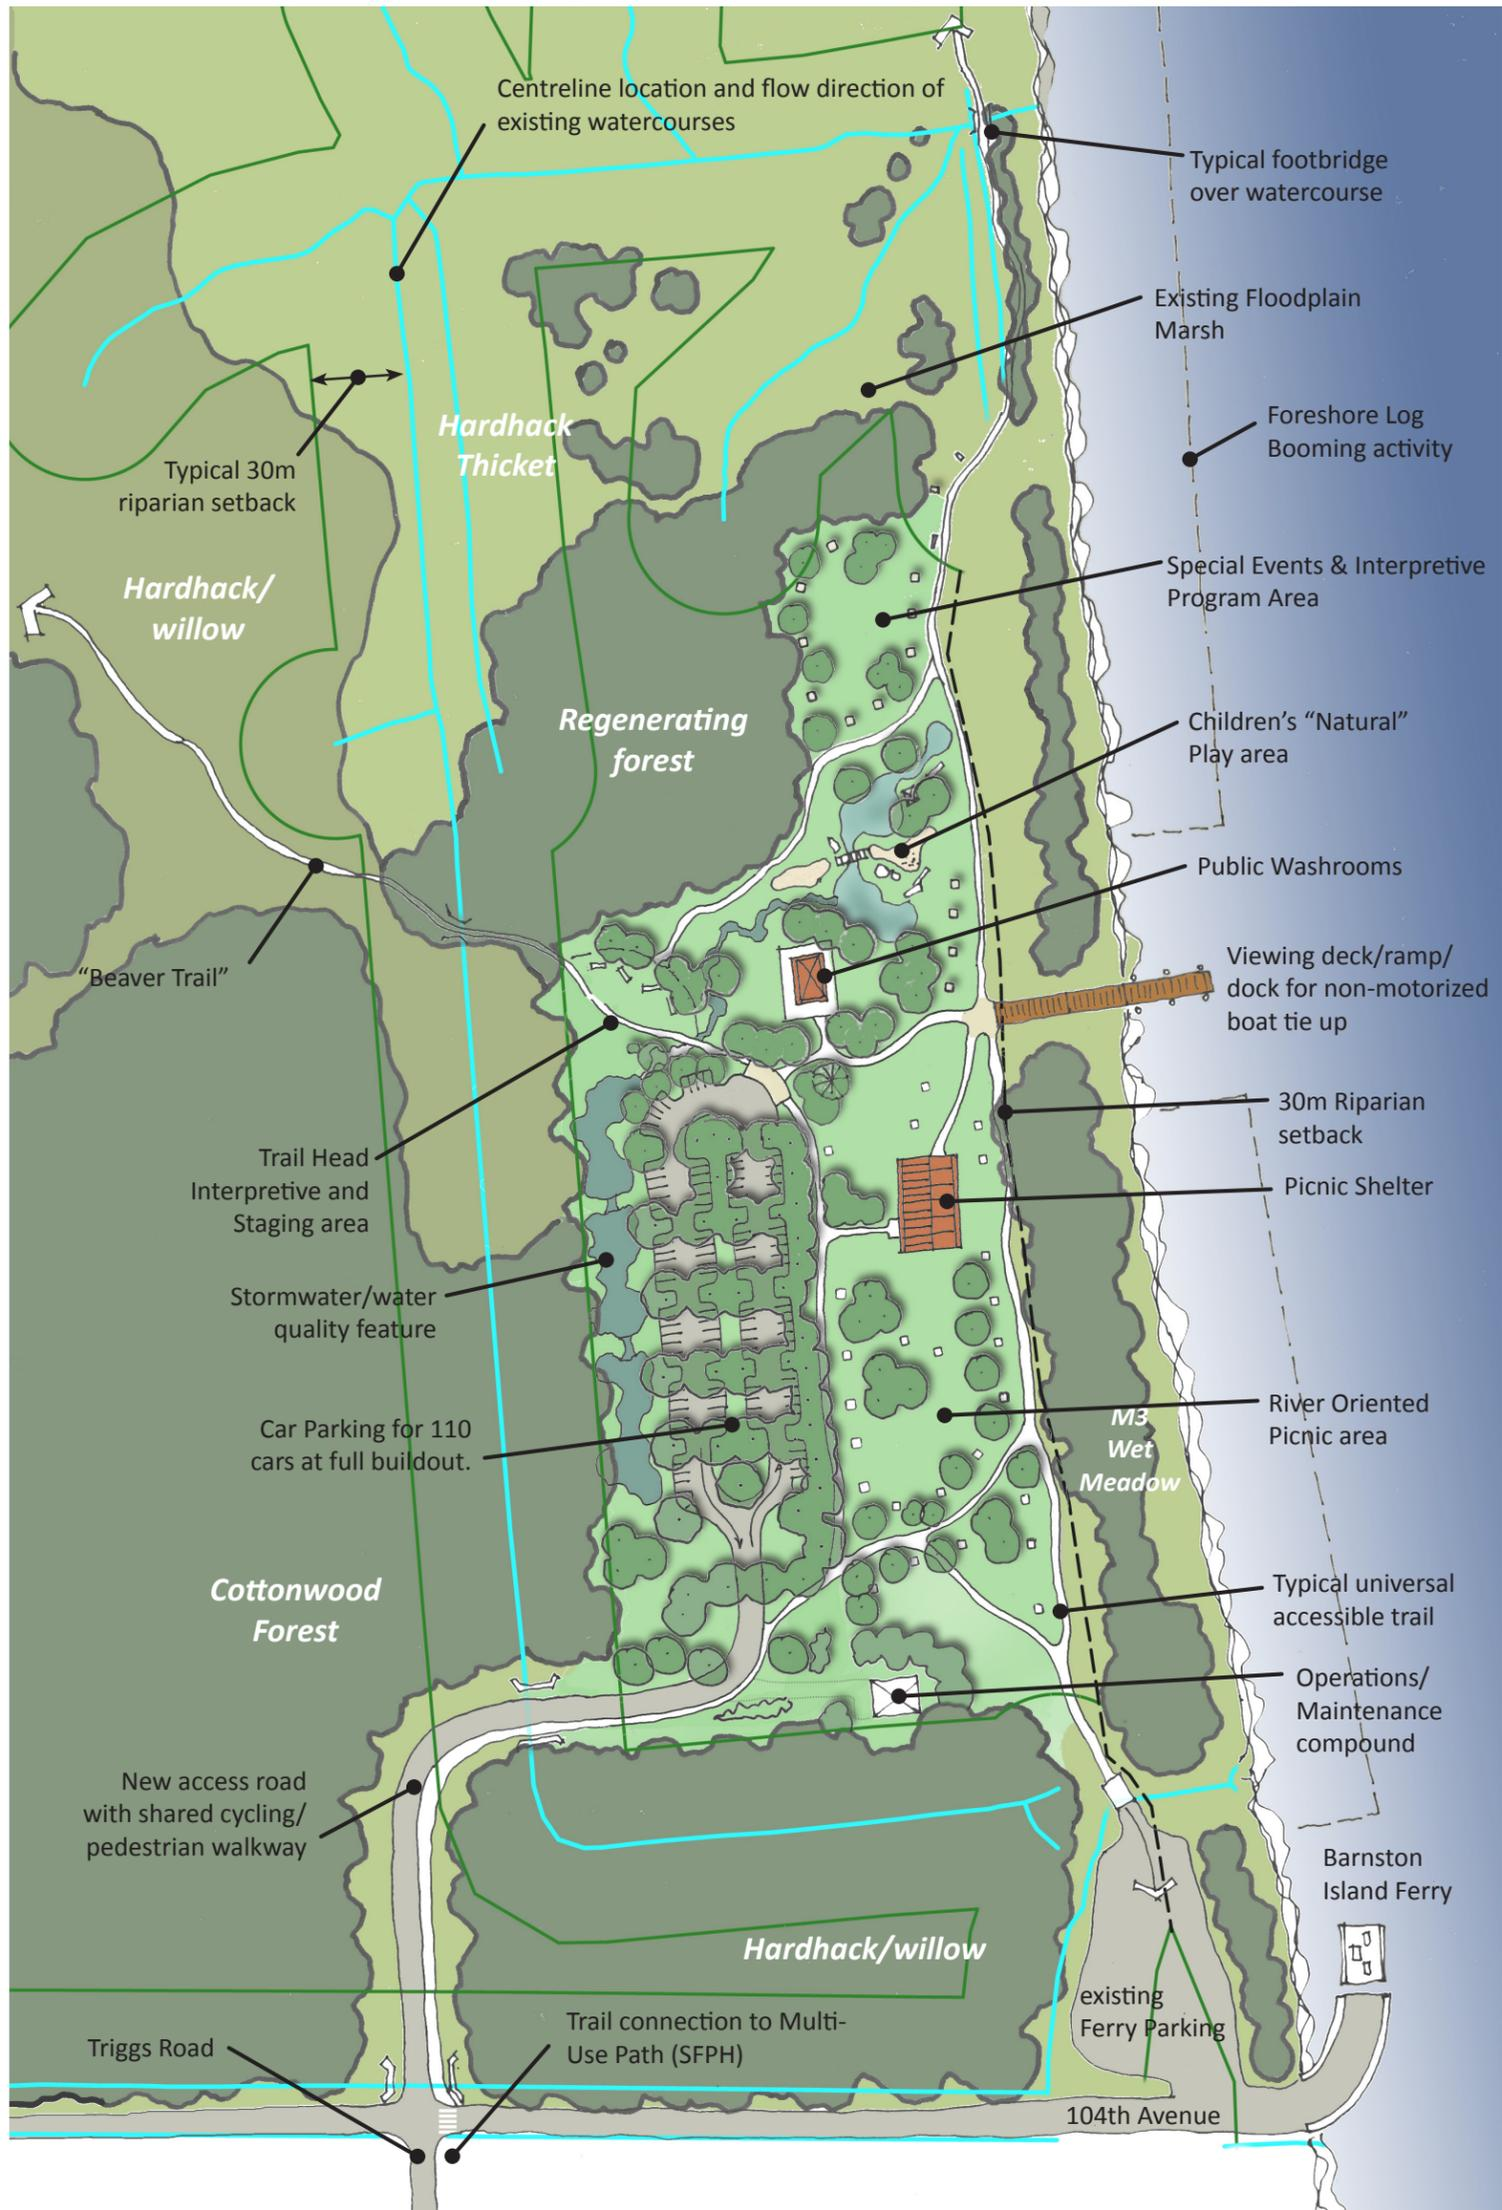 Centreline location and flow direction of
existing watercourses
Typical footbridge
over watercourse
Existing Floodplain
Marsh
Foreshore Log
Booming activity
Hardhack
Thicket
Typical 30m
riparian setback
Special Events & Interpretive
Program Area
Hardhack/
willow
Regenerating
forest
Children's “Natural”
Play area
Public Washrooms
“Beaver Trail”
Viewing deck/ramp/
dock for non-motorized
boat tie up
30m Riparian
setback
Trail Head
Interpretive and
Staging area
Picnic Shelter
Stormwater/water
quality feature
River Oriented
Picnic area
M3
Wet
Meadow
Car Parking for 110
cars at full buildout.
Cottonwood
Forest
Typical universal
accessible trail
Operations/
Maintenance
compound
New access road
with shared cycling/
pedestrian walkway
Barnston
Island Ferry
Hardhack/willow
existing
Ferry Parking
Triggs Road
Trail connection to Multi-
Use Path (SFPH)
104th Avenue